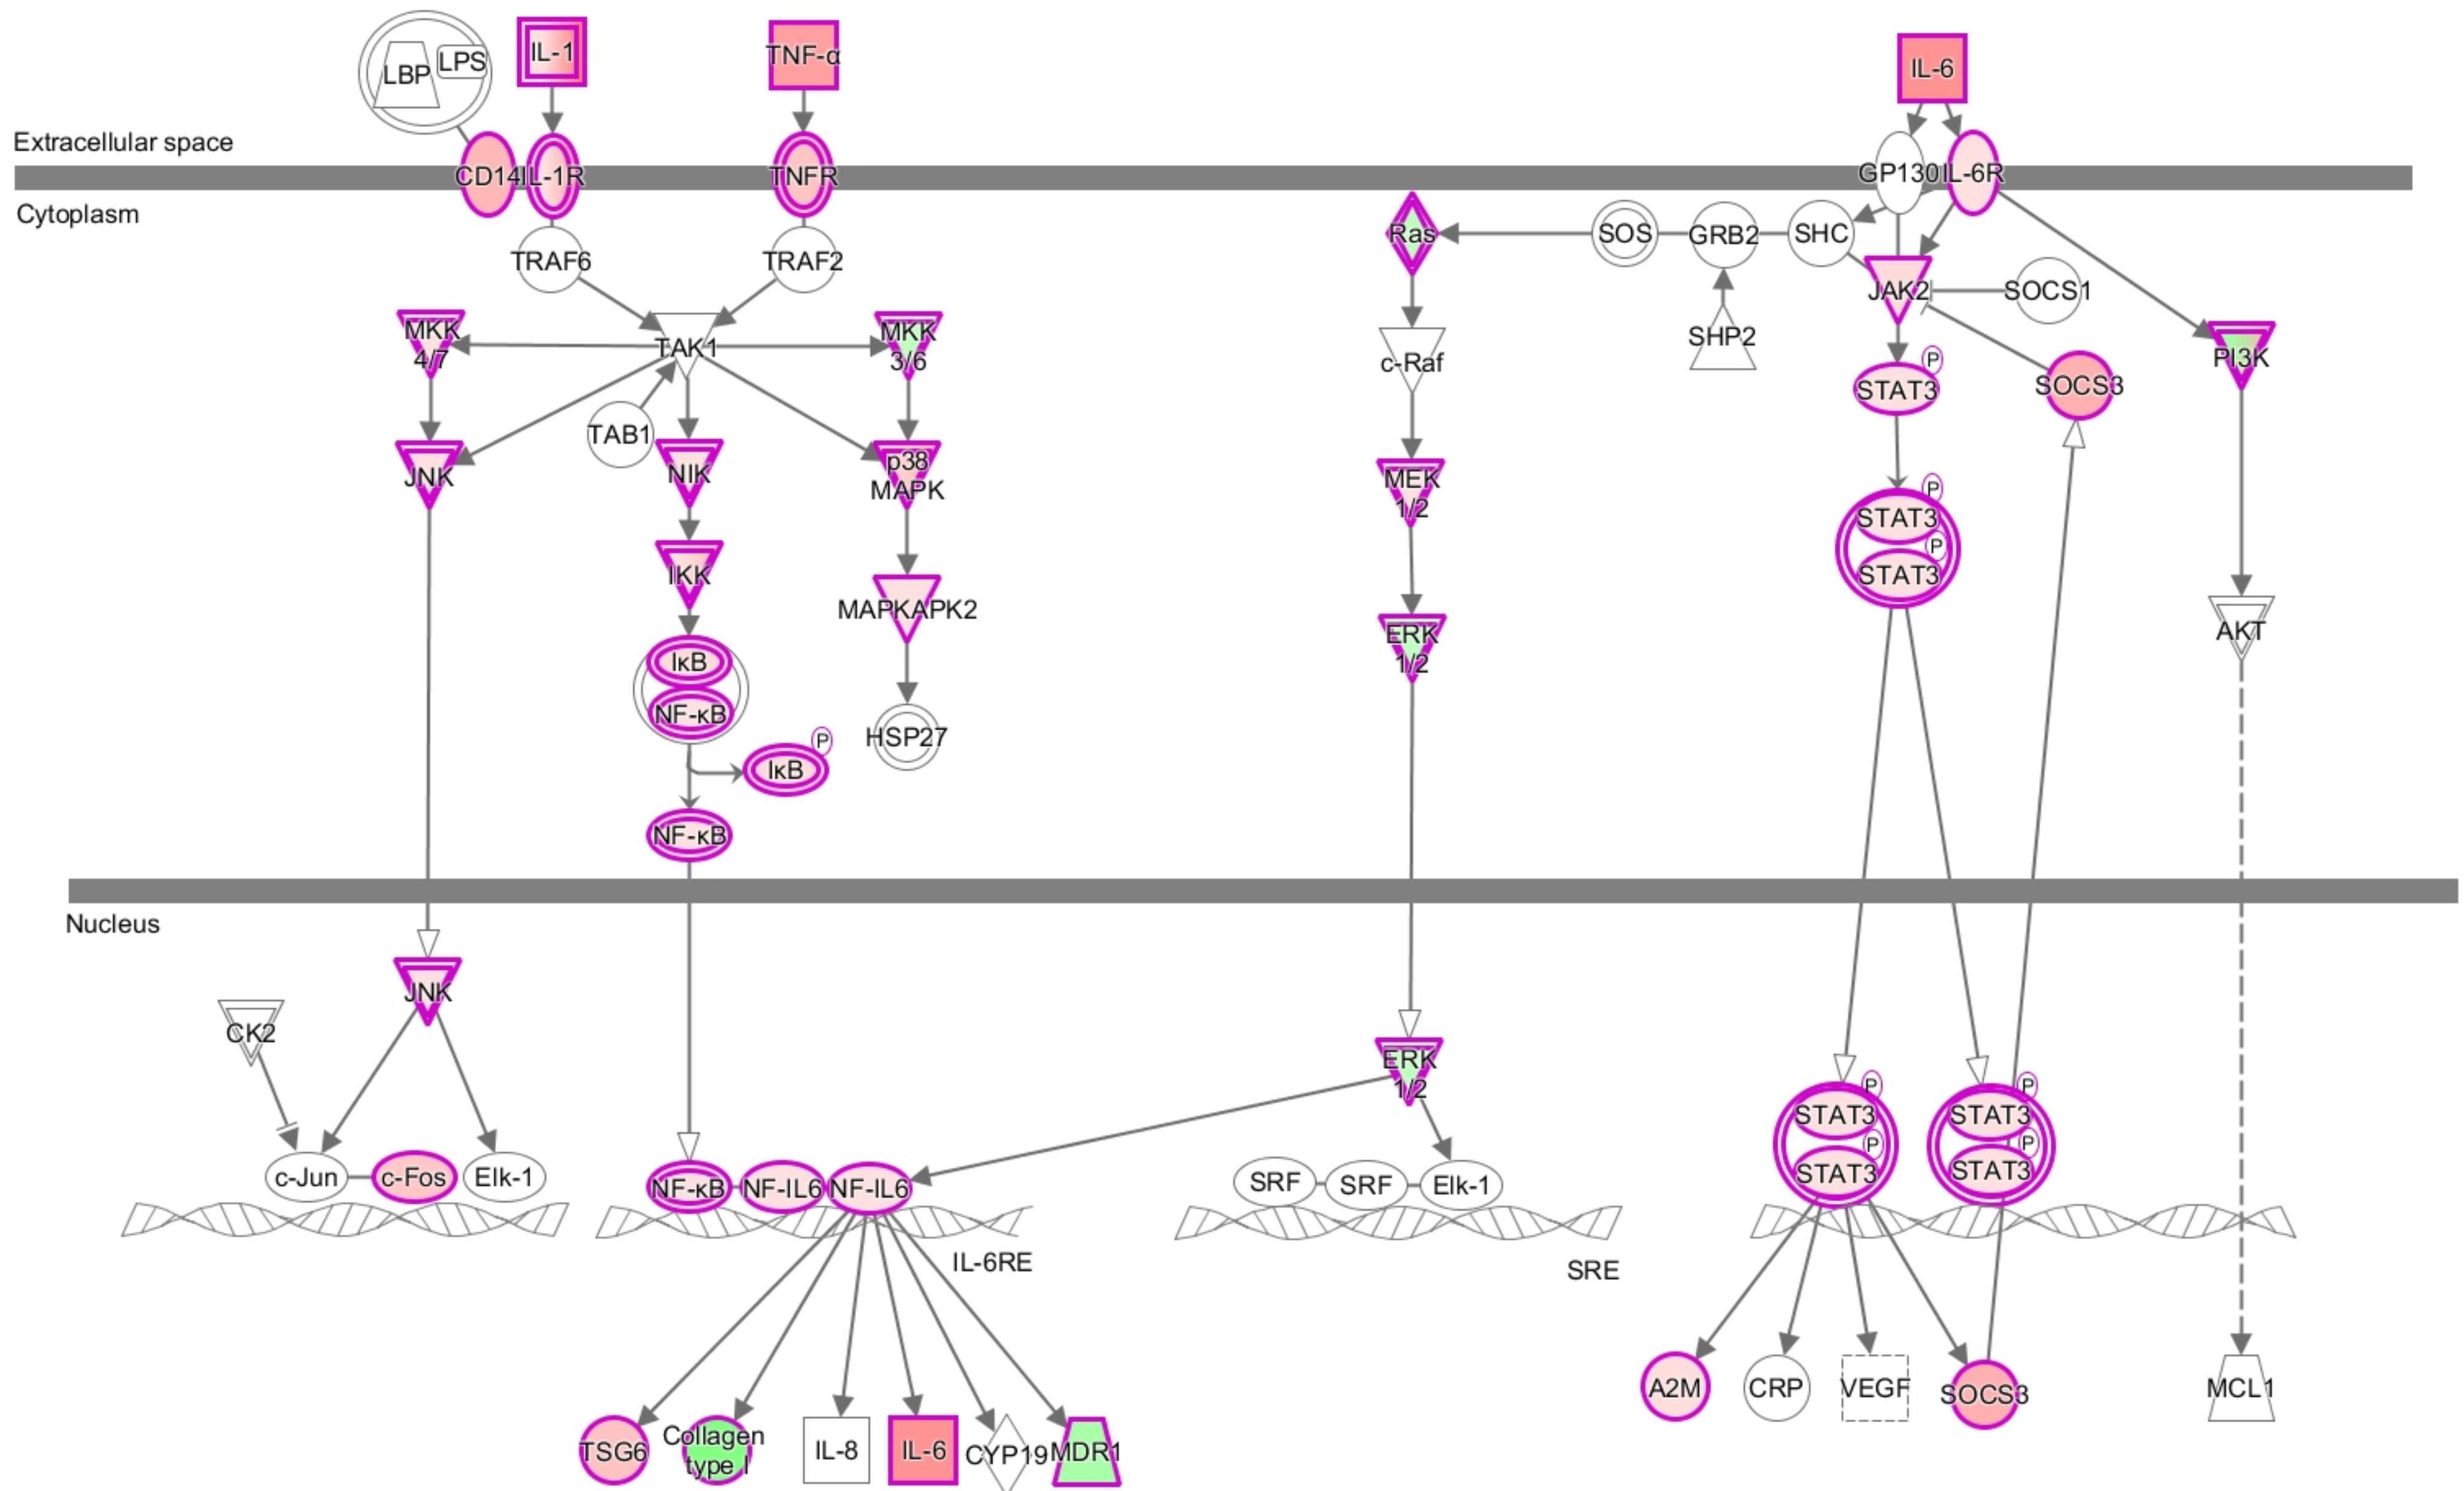 LBP
LPS
IL-1
TNF-α
IL-6
Extracellular space
CD14
IL-1R
TNFR
GP130
IL-6R
Cytoplasm
TRAF6
TRAF2
Ras
SOS
GRB2
SHC
JAK2
SOCS1
MKK
4/7
TAK1
MKK
3/6
c-Raf
SHP2
PI3K
P
STAT3
SOCS3
TAB1
JNK
NIK
p38
MAPK
MEK
1/2
P
STAT3
P
STAT3
IKK
MAPKAPK2
ERK
1/2
AKT
IκB
NF-κB
HSP27
P
IκB
NF-κB
Nucleus
JNK
CK2
ERK
1/2
P
STAT3
P
STAT3
P
STAT3
P
STAT3
c-Jun
c-Fos
Elk-1
NF-κB
NF-IL6
NF-IL6
SRF
SRF
Elk-1
IL-6RE
SRE
A2M
CRP
VEGF
SOCS3
MCL1
TSG6
Collagen
type I
IL-8
IL-6
CYP19
MDR1